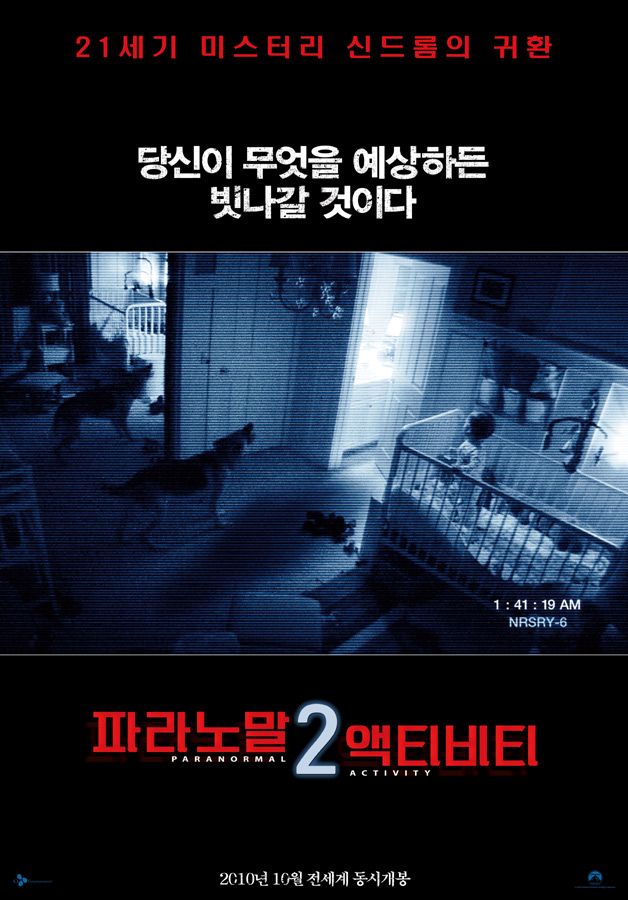 21세기 미스터리 신드롬의 귀환
당신이 무엇을 예상하든
빗나갈 것이다
1 : 41 : 19 AM
NRSRY-6
파라노말 2 액티비티
PARANORMAL ACTIVITY
2010년 10월 전세계 동시개봉